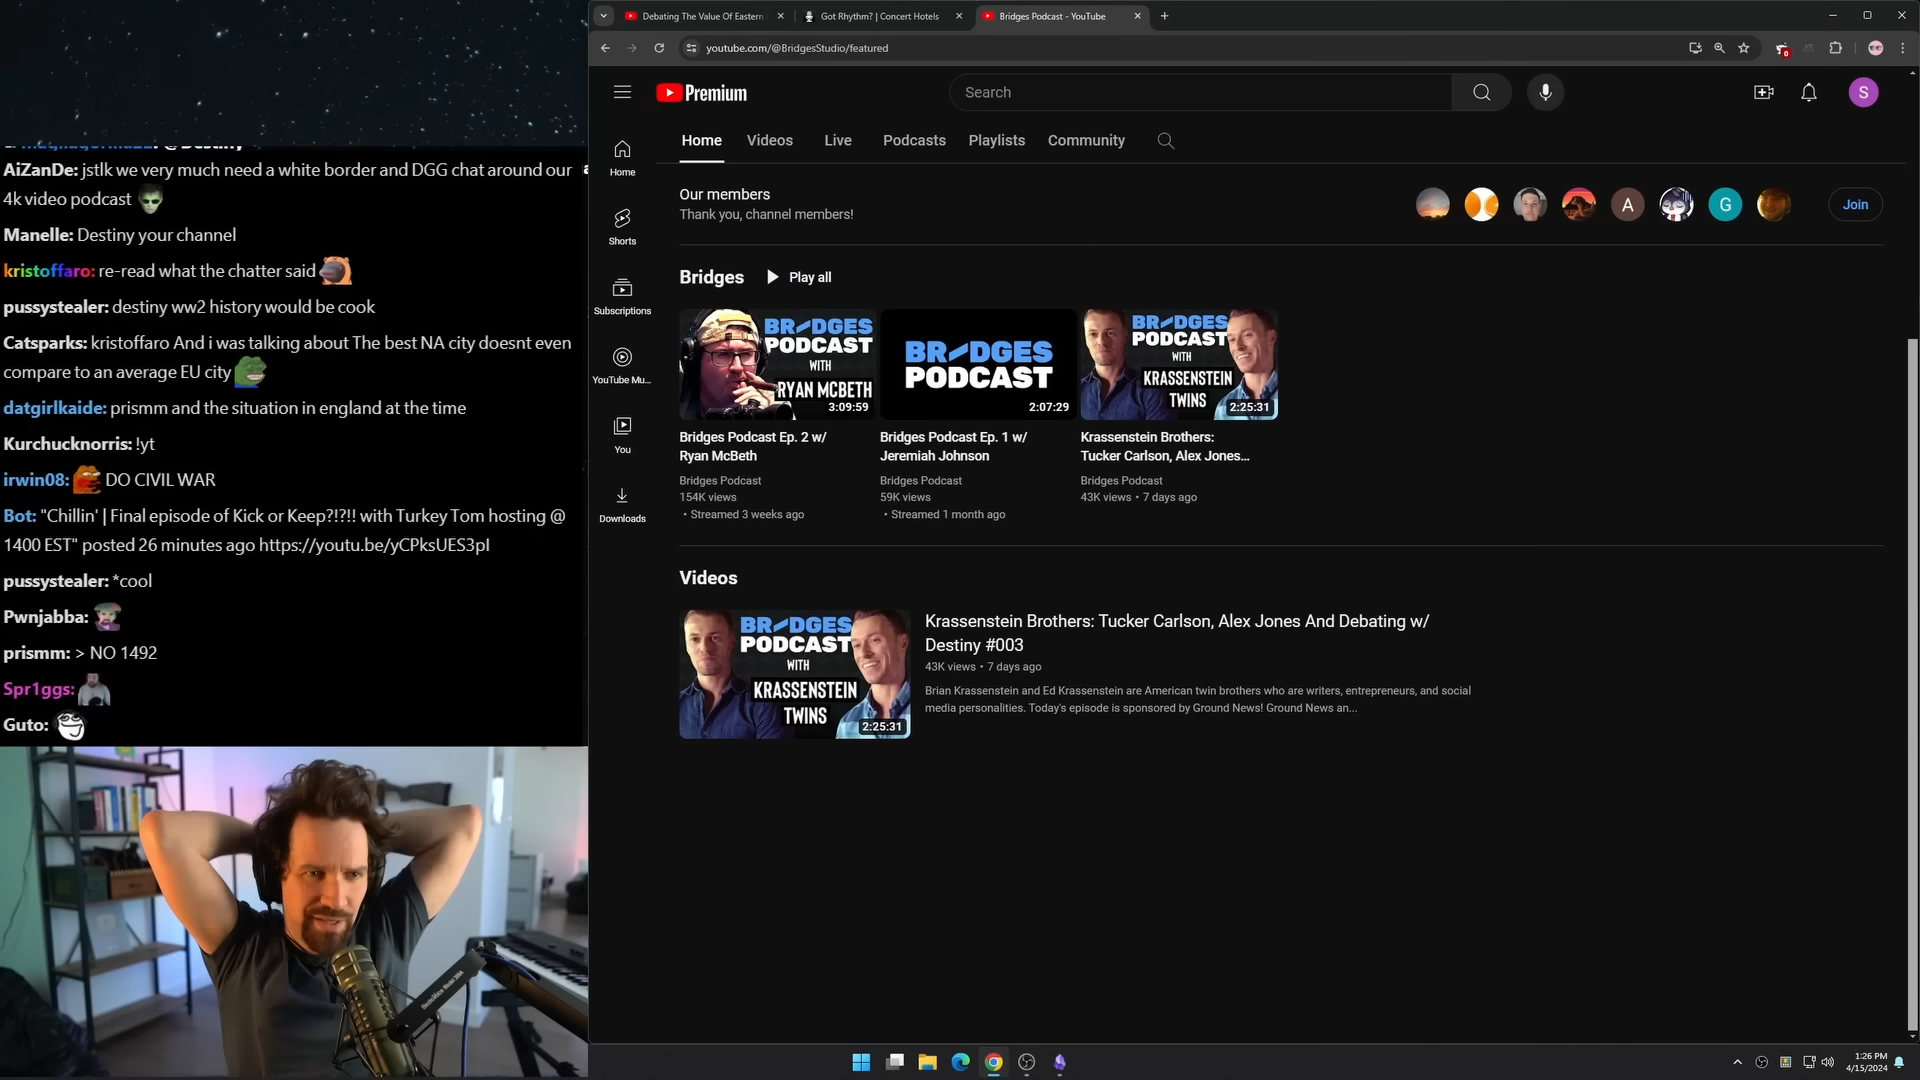 @Destiny
AiZanDe: jstlk we very much need a white border and DGG chat around our
4k video podcast
Manelle: Destiny your channel
kristoffaro: re-read what the chatter said
pussystealer: destiny ww2 history would be cook
Catsparks: kristoffaro And i was talking about The best NA city doesnt even
compare to an average EU city
datgirlkaide: prismm and the situation in england at the time
Kurchucknorris: !yt
irwin08: DO CIVIL WAR
Bot: "Chillin' | Final episode of Kick or Keep?!?!! with Turkey Tom hosting @
1400 EST" posted 26 minutes ago https://youtu.be/yCPksUES3pI
pussystealer: *cool
Pwnjabba:
prismm: > NO 1492
Spr1ggs:
Guto:
Debating The Value Of Eastern
Got Rhythm? | Concert Hotels
Bridges Podcast - YouTube
youtube.com/@BridgesStudio/featured
0
Premium
Search
S
Home
Videos
Live
Podcasts
Playlists
Community
Home
Shorts
Subscriptions
YouTube Mu...
You
Downloads
Our members
Thank you, channel members!
A
G
Join
Bridges
Play all
BRIDGES
PODCAST
WITH
RYAN MCBETH
3:09:59
BRIDGES
PODCAST
2:07:29
BRIDGES
PODCAST
WITH
KRASSENSTEIN
TWINS
2:25:31
Bridges Podcast Ep. 2 w/
Ryan McBeth
Bridges Podcast
154K views
• Streamed 3 weeks ago
Bridges Podcast Ep. 1 w/
Jeremiah Johnson
Bridges Podcast
59K views
• Streamed 1 month ago
Krassenstein Brothers:
Tucker Carlson, Alex Jones...
Bridges Podcast
43K views • 7 days ago
Videos
BRIDGES
PODCAST
WITH
KRASSENSTEIN
TWINS
2:25:31
Krassenstein Brothers: Tucker Carlson, Alex Jones And Debating w/
Destiny #003
43K views • 7 days ago
Brian Krassenstein and Ed Krassenstein are American twin brothers who are writers, entrepreneurs, and social
media personalities. Today's episode is sponsored by Ground News! Ground News an...
1:26 PM
4/15/2024